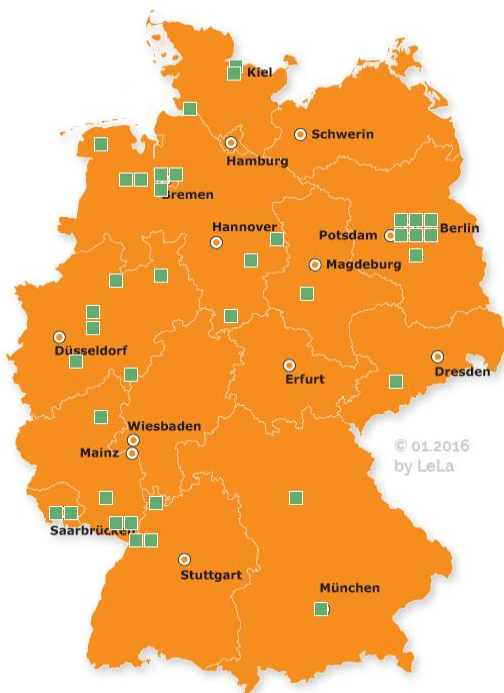 Kiel
Schwerin
Hamburg
Bremen
Hannover
Potsdam
Berlin
Magdeburg
Düsseldorf
Erfurt
Dresden
Wiesbaden
Mainz
© 01.2016
by LeLa
Saarbrücken
Stuttgart
München